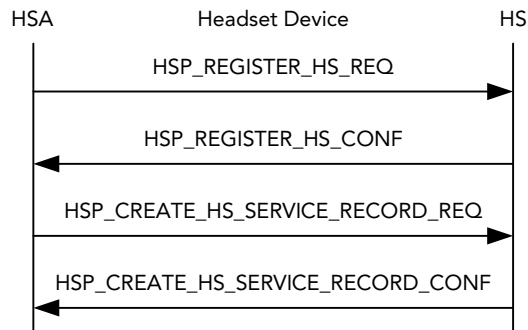 HSA Headset Device HS
HSP_REGISTER_HS_REQ
HSP_REGISTER_HS_CONF
HSP_CREATE_HS_SERVICE_RECORD_REQ
HSP_CREATE_HS_SERVICE_RECORD_CONF